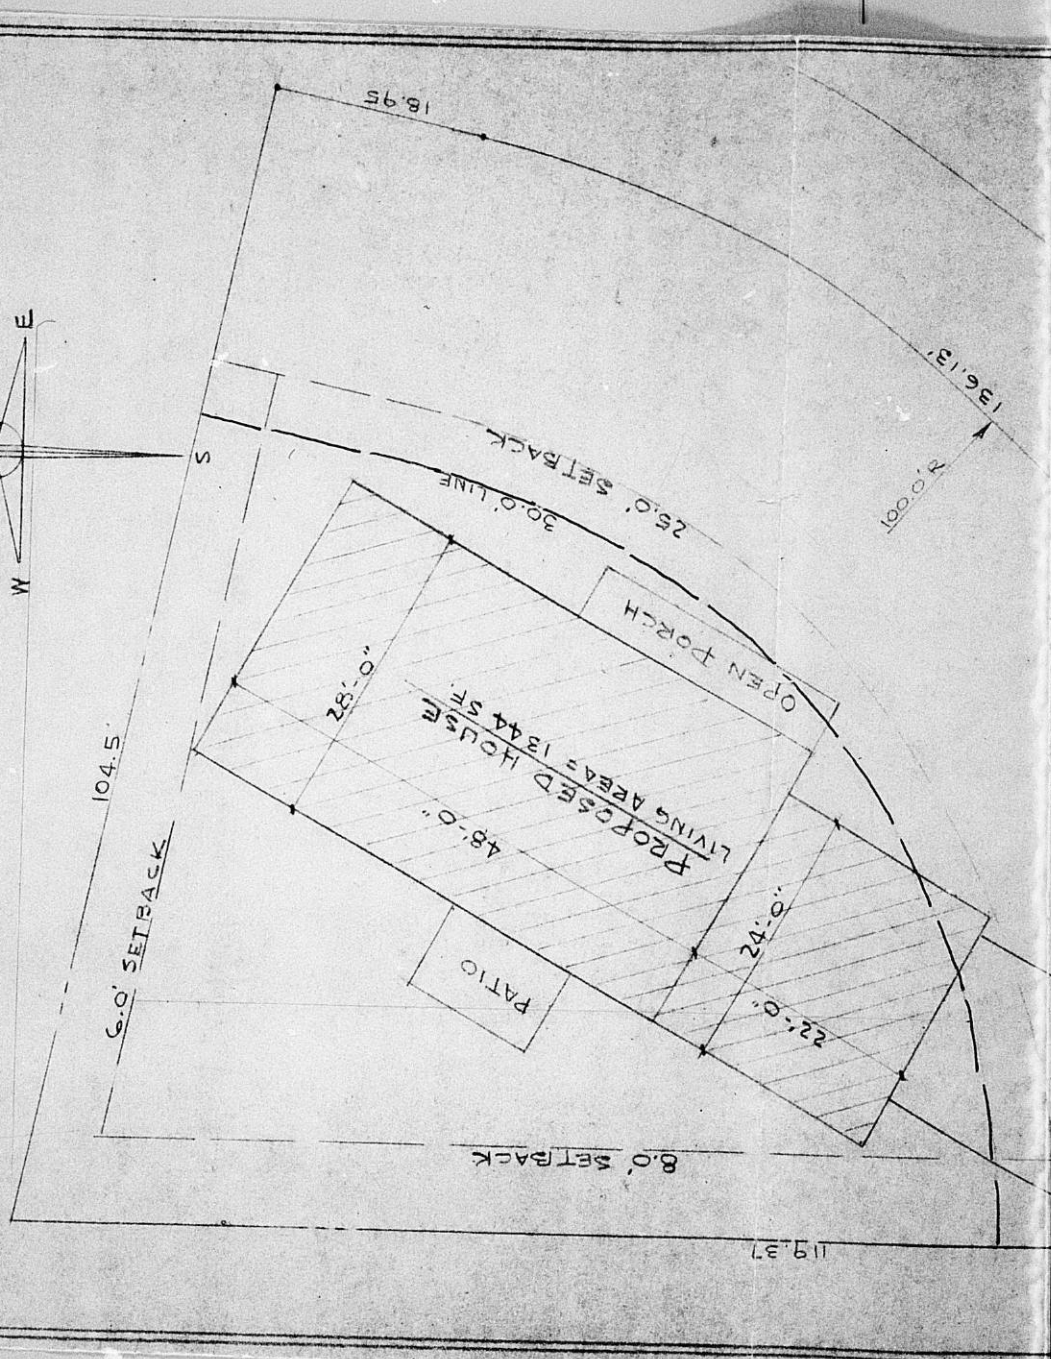 18.95
E
W
S
136.13'
100.0'R
25.0' SETBACK
30.0' LINE
OPEN PORCH
28'-0"
PROPOSED HOUSE
LIVING AREA = 1344 SF.
48'-0"
104.5'
6.0' SETBACK
24'-0"
22'-0"
PATIO
8.0' SETBACK
119.37